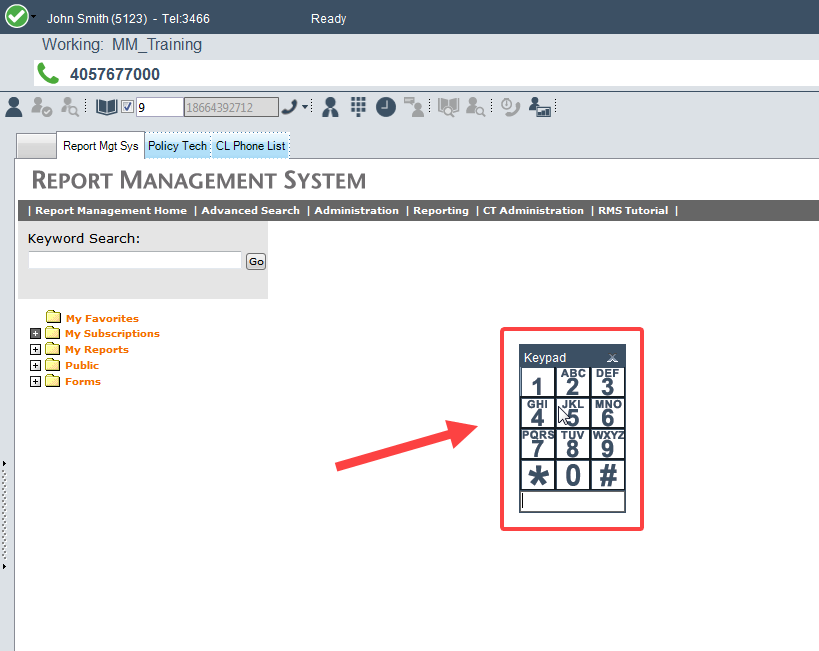 John Smith (5123) - Tel:3466 Ready
Working: MM_Training
4057677000
9 18664392712
Report Mgt Sys Policy Tech CL Phone List
REPORT MANAGEMENT SYSTEM
| Report Management Home | Advanced Search | Administration | Reporting | CT Administration | RMS Tutorial |
Keyword Search:
Go
My Favorites
My Subscriptions
My Reports
Public
Forms
Keypad
ABC DEF
1 2 3
GHI JKL MNO
4 5 6
PQRS TUV WXYZ
7 8 9
* 0 #